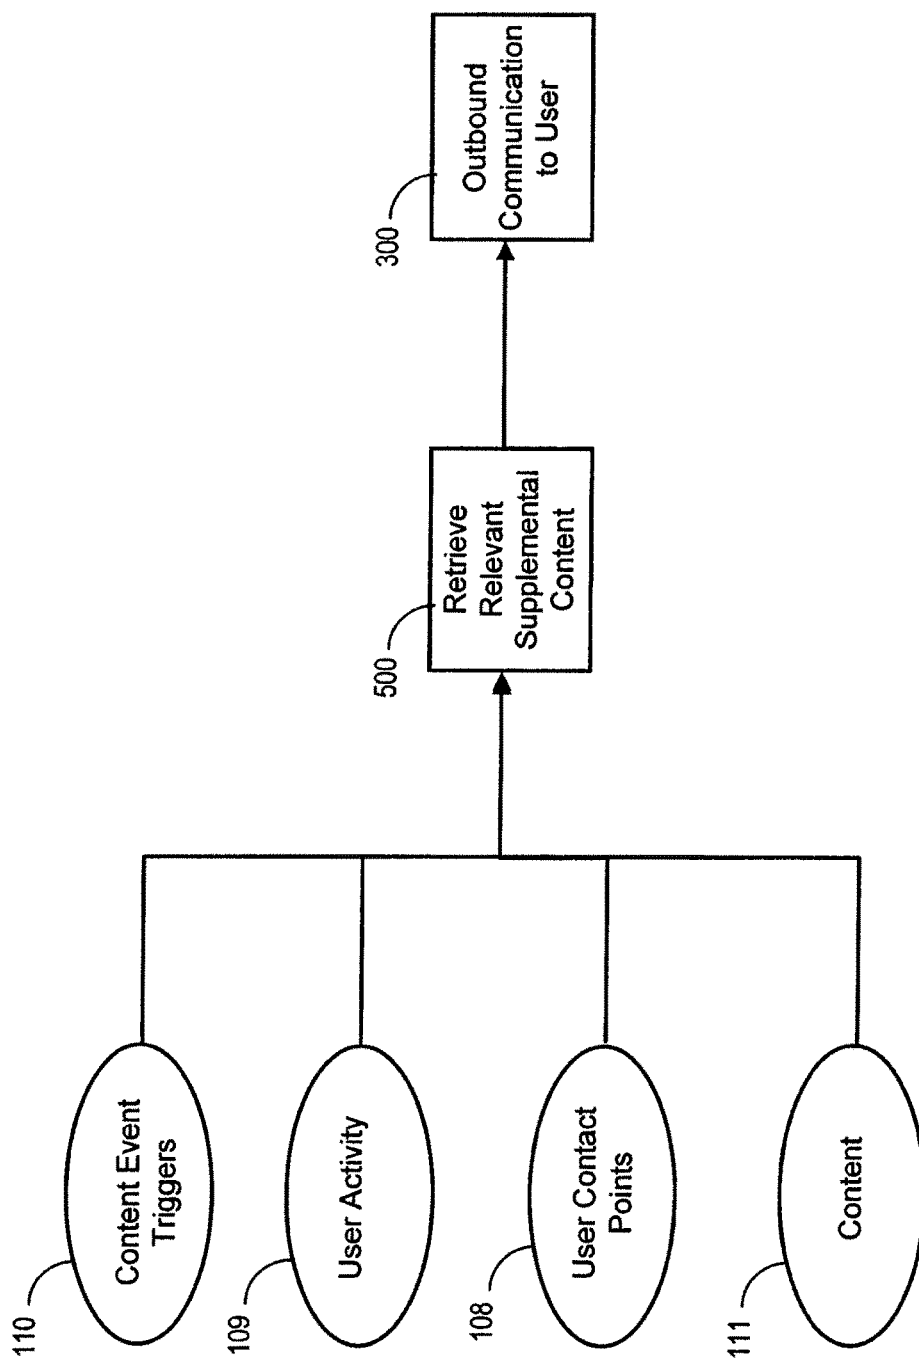 110
Content Event
Triggers
109
User Activity
108
User Contact
Points
111
Content
500
Retrieve
Relevant
Supplemental
Content
300
Outbound
Communication
to User